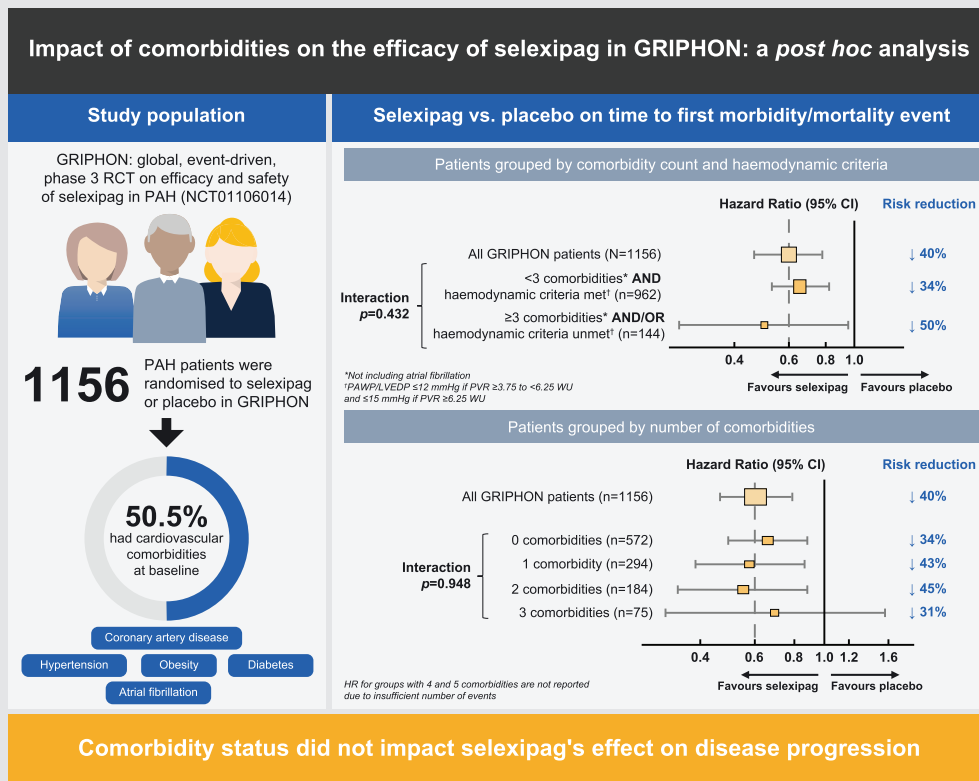 Impact of comorbidities on the efficacy of selexipag in GRIPHON: a post hoc analysis
Study population
GRIPHON: global, event-driven,
phase 3 RCT on efficacy and safety
of selexipag in PAH (NCT01106014)
1156
PAH patients were
randomised to selexipag
or placebo in GRIPHON
50.5%
had cardiovascular
comorbidities
at baseline
Coronary artery disease
Hypertension
Obesity
Diabetes
Atrial fibrillation
Selexipag vs. placebo on time to first morbidity/mortality event
Patients grouped by comorbidity count and haemodynamic criteria
Hazard Ratio (95% CI)
Risk reduction
All GRIPHON patients (N=1156)
↓ 40%
Interaction
p=0.432
<3 comorbidities* AND
haemodynamic criteria met† (n=962)
↓ 34%
≥3 comorbidities* AND/OR
haemodynamic criteria unmet† (n=144)
↓ 50%
0.4 0.6 0.8 1.0
Favours selexipag
Favours placebo
*Not including atrial fibrillation
†PAWP/LVEDP ≤12 mmHg if PVR ≥3.75 to <6.25 WU
and ≤15 mmHg if PVR ≥6.25 WU
Patients grouped by number of comorbidities
Hazard Ratio (95% CI)
Risk reduction
All GRIPHON patients (n=1156)
↓ 40%
Interaction
p=0.948
0 comorbidities (n=572)
↓ 34%
1 comorbidity (n=294)
↓ 43%
2 comorbidities (n=184)
↓ 45%
3 comorbidities (n=75)
↓ 31%
0.4 0.6 0.8 1.0 1.2 1.6
Favours selexipag
Favours placebo
HR for groups with 4 and 5 comorbidities are not reported
due to insufficient number of events
Comorbidity status did not impact selexipag's effect on disease progression